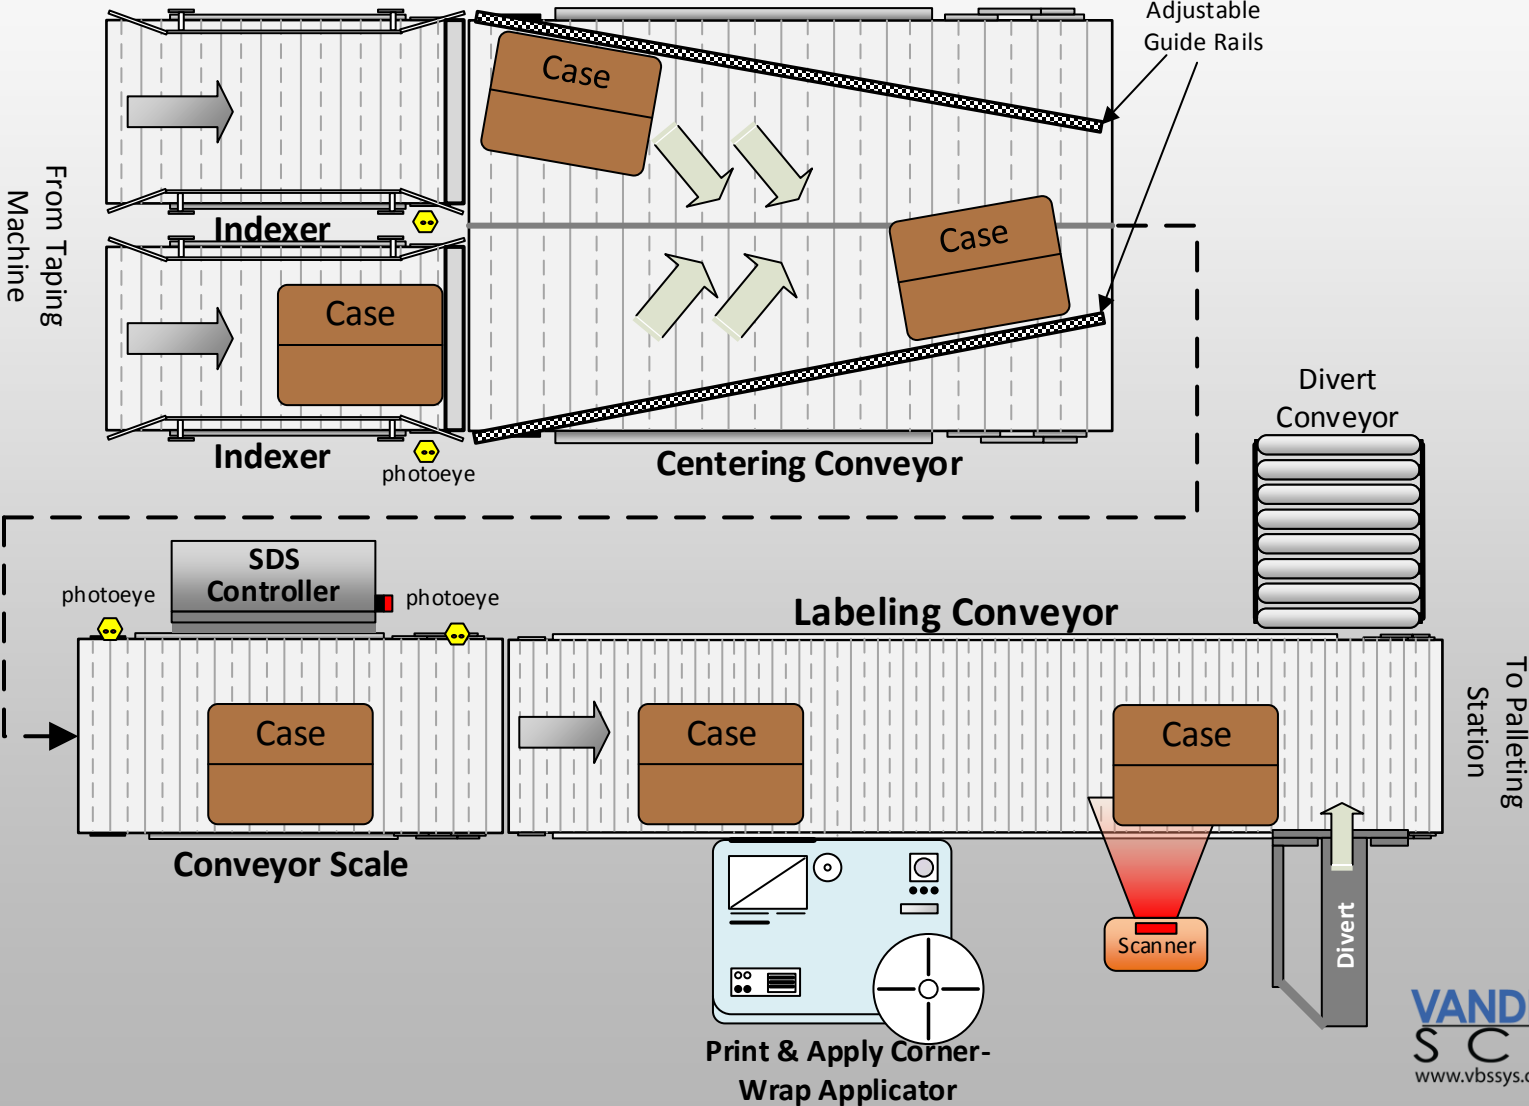 Adjustable
Guide Rails
Case
From Taping
Machine
Indexer
Case
Case
Indexer
photoeye
Centering Conveyor
Divert
Conveyor
SDS
Controller
photoeye
photoeye
Labeling Conveyor
Case
Case
Case
To Palleting
Station
Conveyor Scale
Scanner
Divert
Print & Apply Corner-
Wrap Applicator
VAND
S C
www.vbssys.c